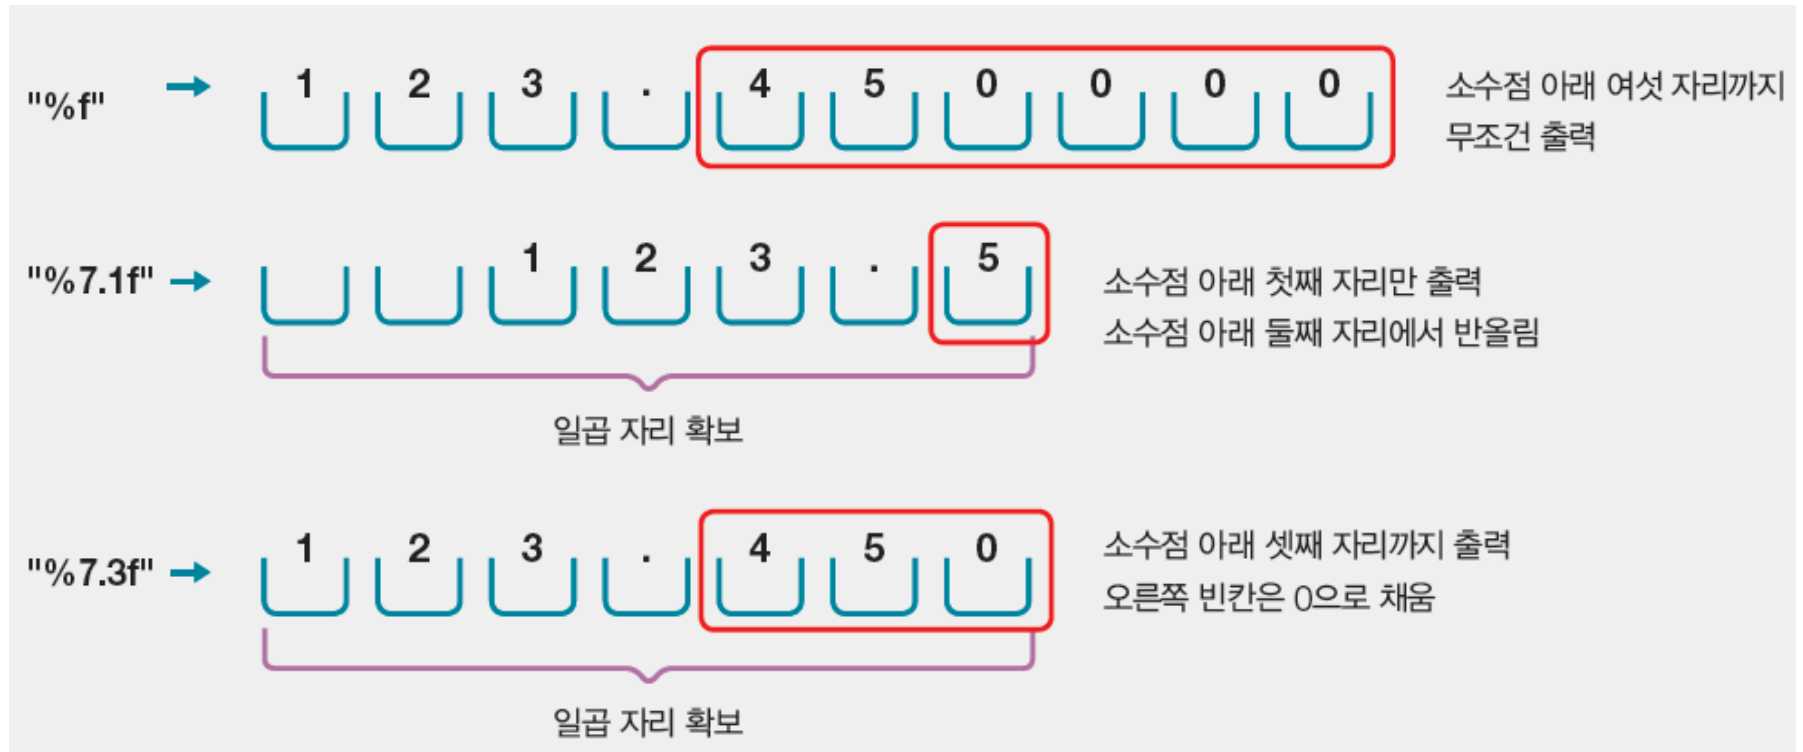 "%f" → 1 2 3 . 4 5 0 0 0 0
소수점 아래 여섯 자리까지
무조건 출력
"%7.1f" → 1 2 3 . 5
소수점 아래 첫째 자리만 출력
소수점 아래 둘째 자리에서 반올림
일곱 자리 확보
"%7.3f" → 1 2 3 . 4 5 0
소수점 아래 셋째 자리까지 출력
오른쪽 빈칸은 0으로 채움
일곱 자리 확보